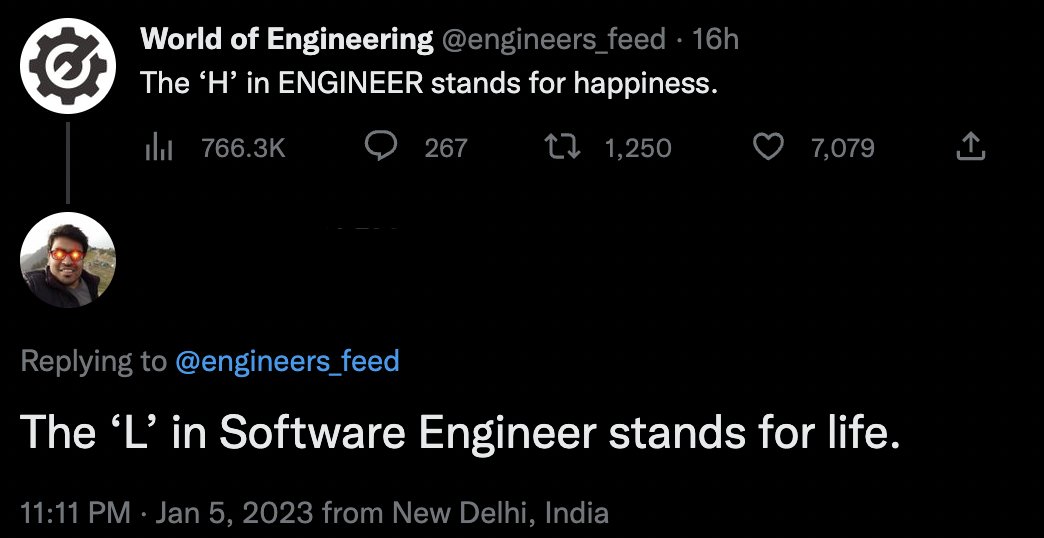 World of Engineering @engineers_feed · 16h
The ‘H’ in ENGINEER stands for happiness.
766.3K 267 1,250 7,079
Replying to @engineers_feed
The ‘L’ in Software Engineer stands for life.
11:11 PM · Jan 5, 2023 from New Delhi, India